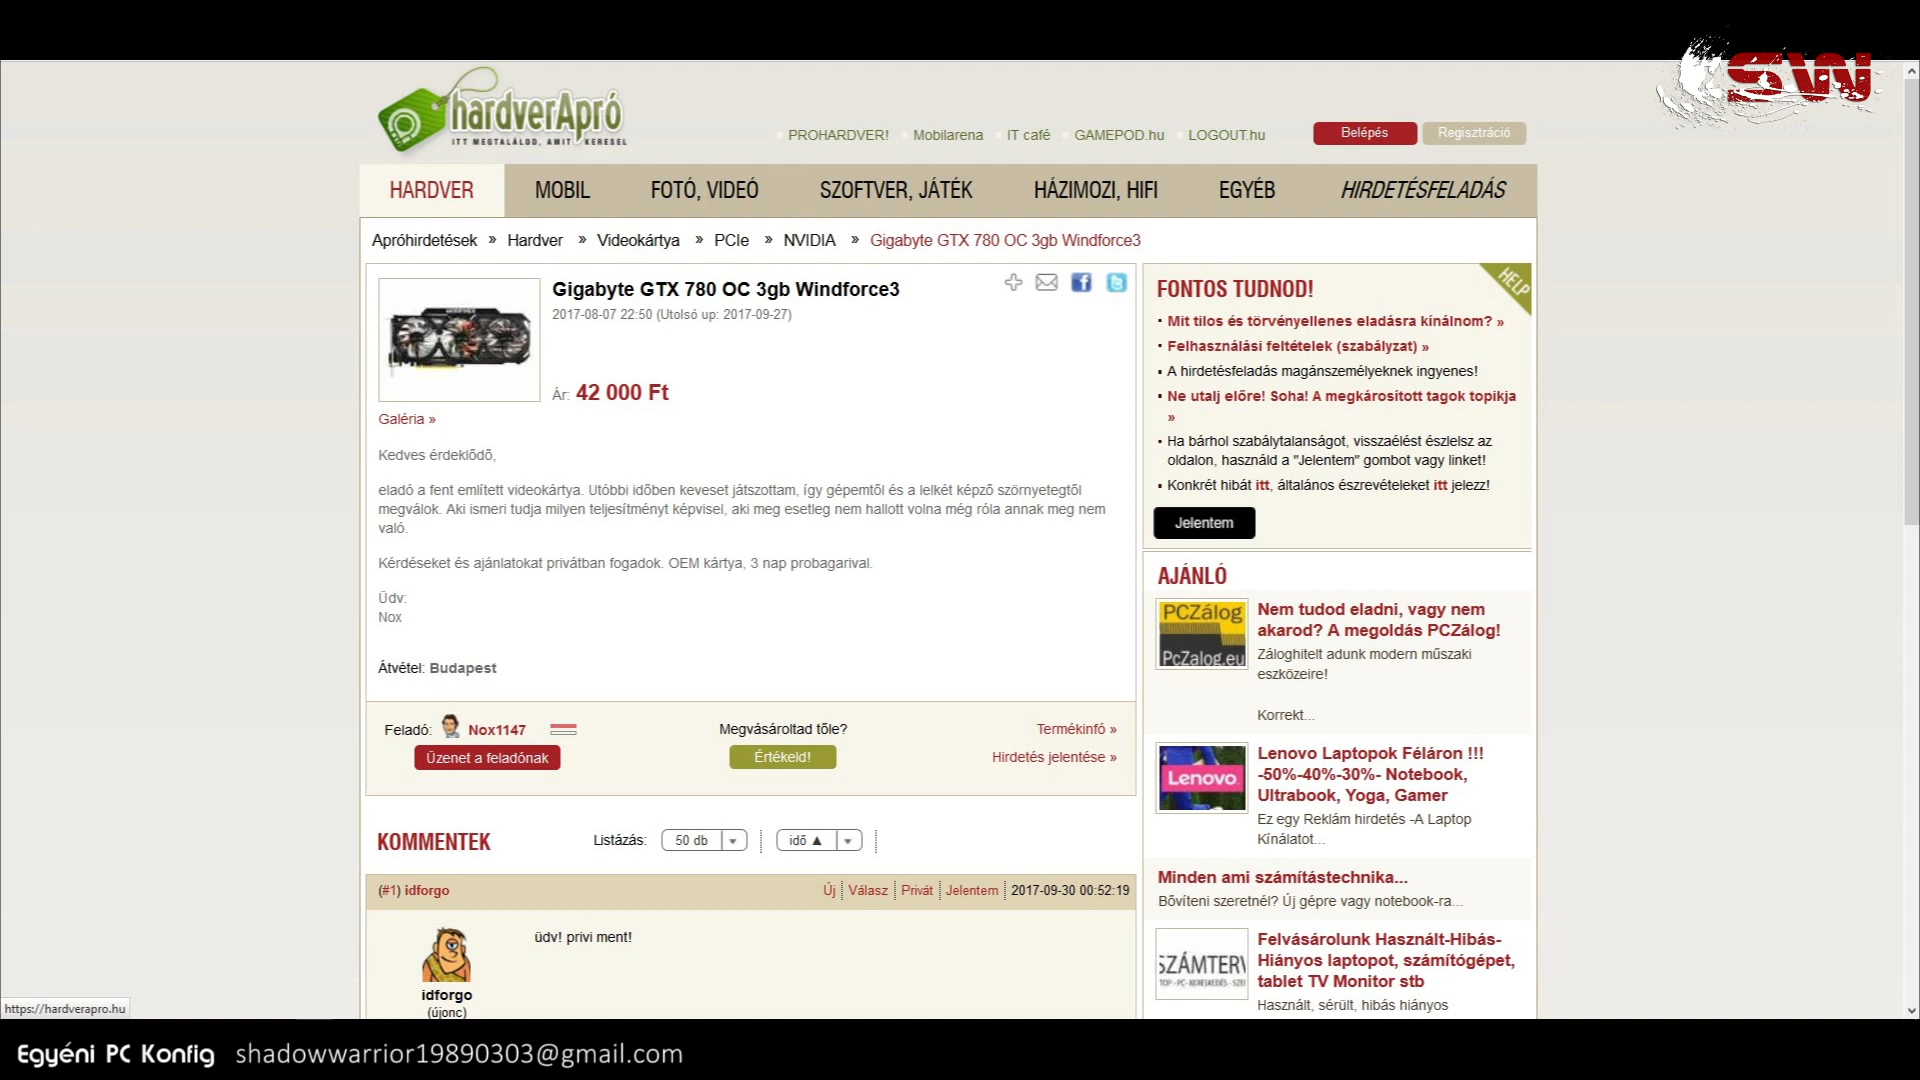 SW
hardverApró
ITT MEGTALÁLOD, AMIT KERESEL
PROHARDVER! Mobilarena IT café GAMEPOD.hu LOGOUT.hu
Belépés Regisztráció
HARDVER MOBIL FOTÓ, VIDEÓ SZOFTVER, JÁTÉK HÁZIMOZI, HIFI EGYÉB HIRDETÉSFELADÁS
Apróhirdetések » Hardver » Videokártya » PCIe » NVIDIA » Gigabyte GTX 780 OC 3gb Windforce3
Gigabyte GTX 780 OC 3gb Windforce3
2017-08-07 22:50 (Utolsó up: 2017-09-27)
Ár: 42 000 Ft
Galéria »
Kedves érdeklõdõ,
eladó a fent említett videokártya. Utóbbi idõben keveset játszottam, így gépemtõl és a lelkét képzõ szörnyetegtõl
megválok. Aki ismeri tudja milyen teljesítményt képvisel, aki meg esetleg nem hallott volna még róla annak meg nem
való.
Kérdéseket és ajánlatokat privátban fogadok. OEM kártya, 3 nap probagarival.
Üdv:
Nox
Átvétel: Budapest
Feladó: Nox1147
Üzenet a feladónak
Megvásároltad tõle?
Értékeld!
Termékinfó »
Hirdetés jelentése »
KOMMENTEK
Listázás: 50 db idő ▲
(#1) idforgo
Új Válasz Privát Jelentem 2017-09-30 00:52:19
üdv! privi ment!
idforgo
(újonc)
HELP
FONTOS TUDNOD!
Mit tilos és törvényellenes eladásra kínálnom? »
Felhasználási feltételek (szabályzat) »
A hirdetésfeladás magánszemélyeknek ingyenes!
Ne utalj előre! Soha! A megkárosított tagok topikja
»
Ha bárhol szabálytalanságot, visszaélést észlelsz az
oldalon, használd a "Jelentem" gombot vagy linket!
Konkrét hibát itt, általános észrevételeket itt jelezz!
Jelentem
AJÁNLÓ
PCZálog
PcZalog.eu
Nem tudod eladni, vagy nem
akarod? A megoldás PCZálog!
Záloghitelt adunk modern műszaki
eszközeire!
Korrekt...
Lenovo
Lenovo Laptopok Féláron !!!
-50%-40%-30%- Notebook,
Ultrabook, Yoga, Gamer
Ez egy Reklám hirdetés -A Laptop
Kínálatot...
Minden ami számítástechnika...
Bõvíteni szeretnél? Új gépre vagy notebook-ra...
SZÁMTERV
Felvásárolunk Használt-Hibás-
Hiányos laptopot, számítógépet,
tablet TV Monitor stb
Használt, sérült, hibás hiányos
https://hardverapro.hu
Egyéni PC Konfig shadowwarrior19890303@gmail.com